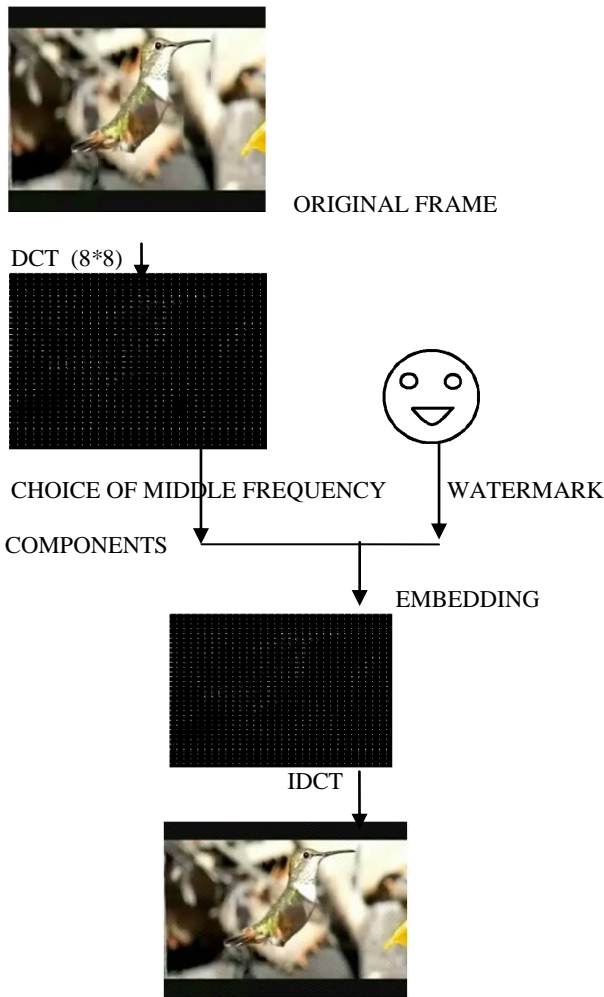 ORIGINAL FRAME
DCT (8*8)
CHOICE OF MIDDLE FREQUENCY
COMPONENTS
WATERMARK
EMBEDDING
IDCT